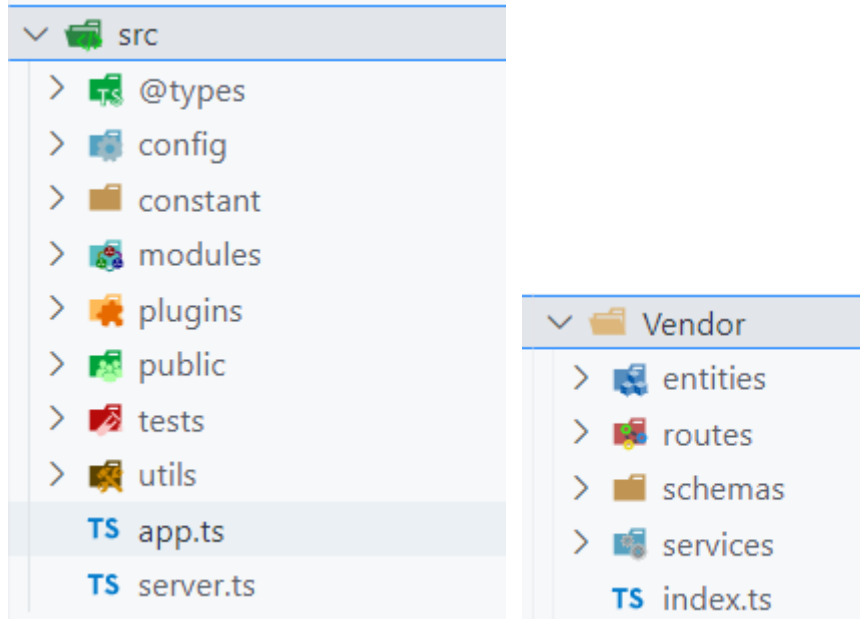 src
@types
config
constant
modules
plugins
public
tests
utils
TS app.ts
TS server.ts
Vendor
entities
routes
schemas
services
TS index.ts